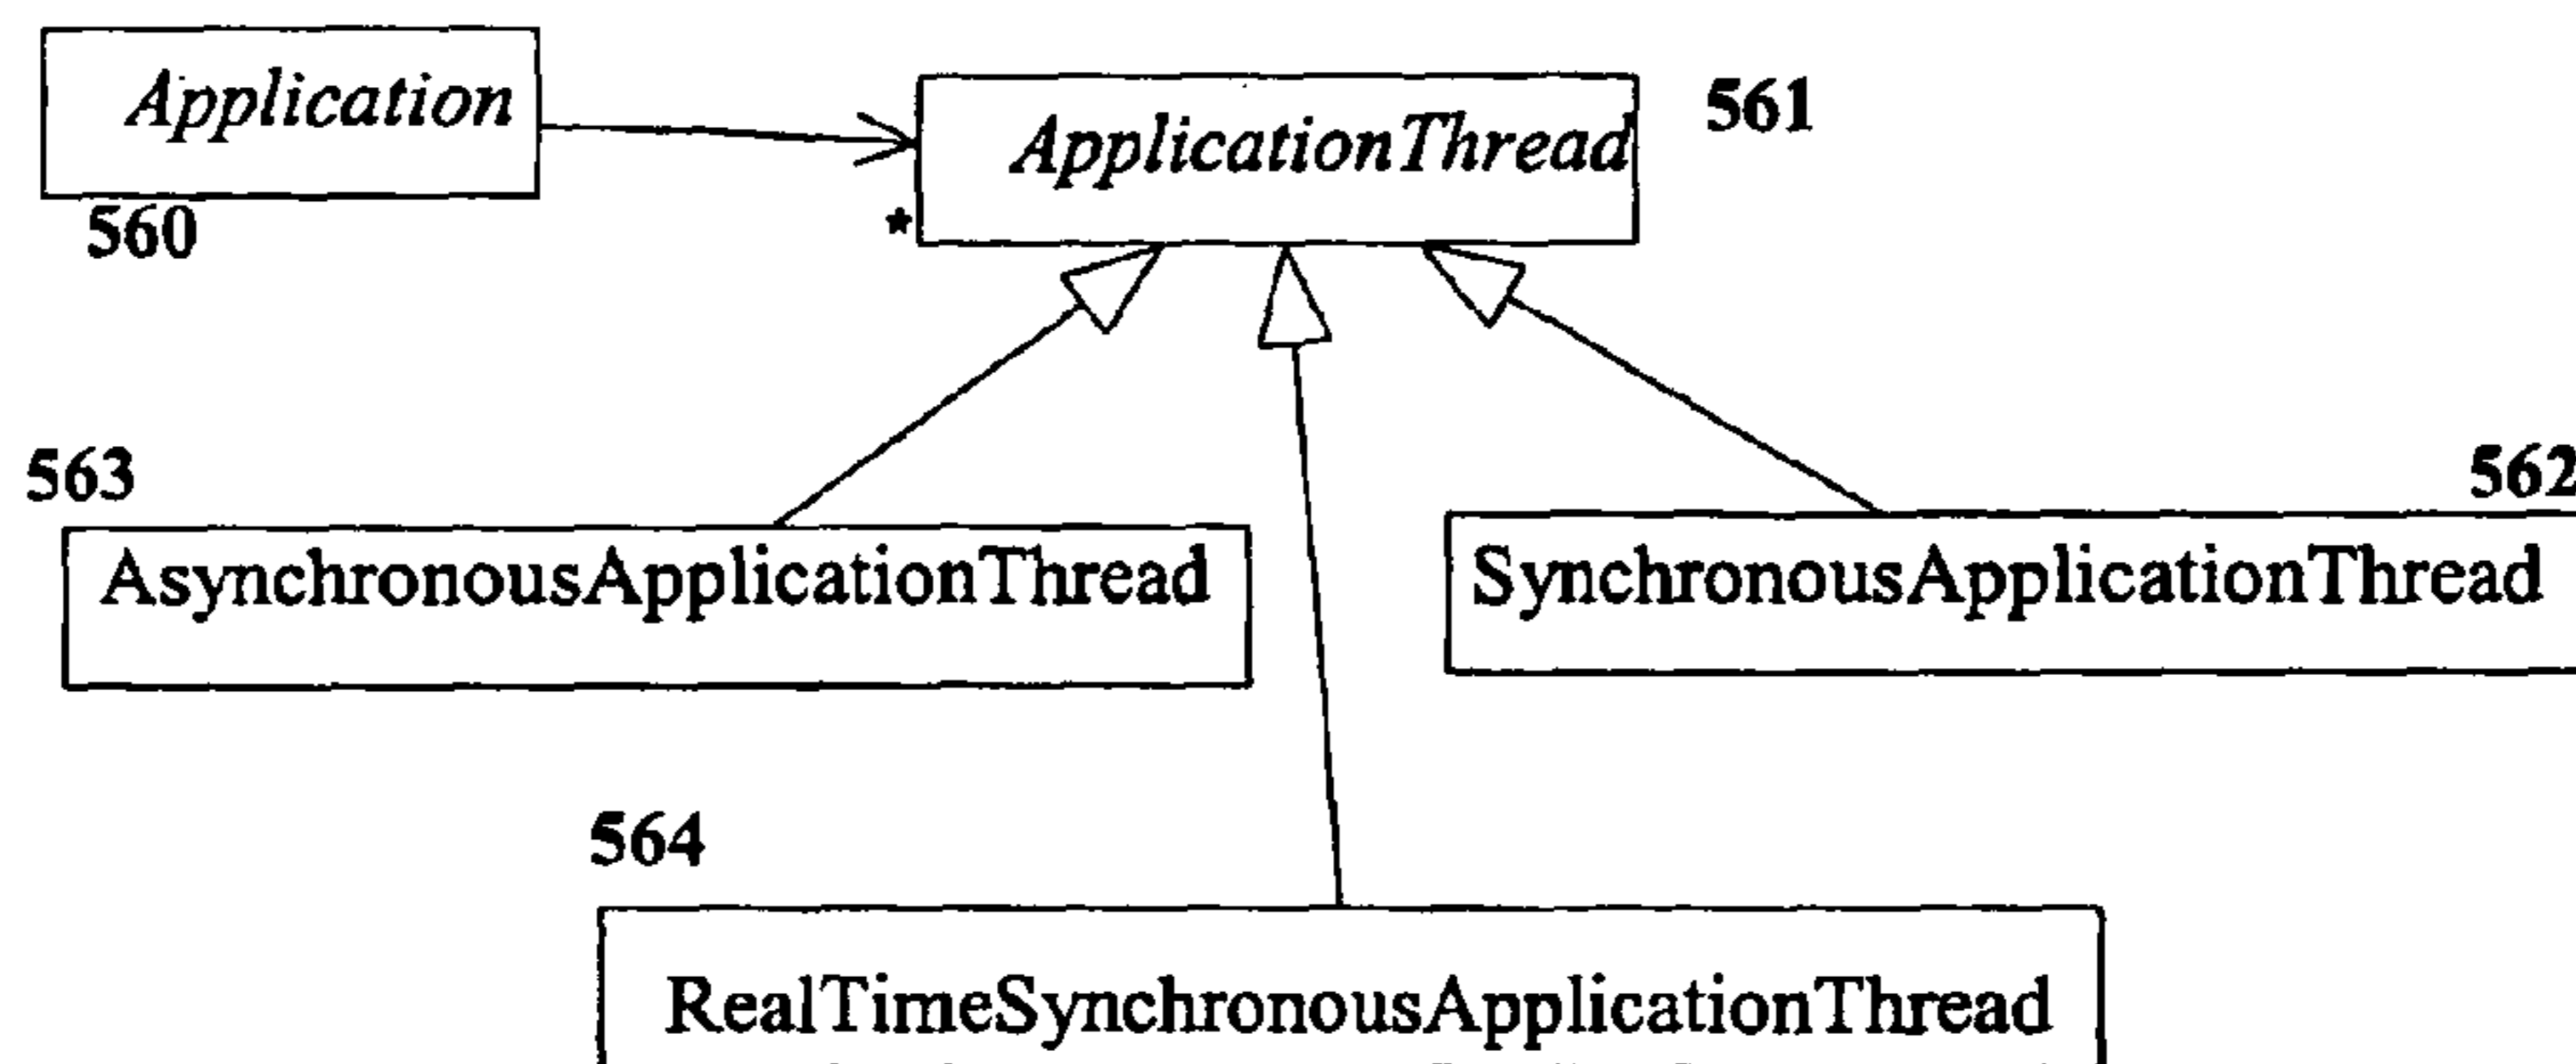 Application
560
ApplicationThread
561
*
563
AsynchronousApplicationThread
562
SynchronousApplicationThread
564
RealTimeSynchronousApplicationThread